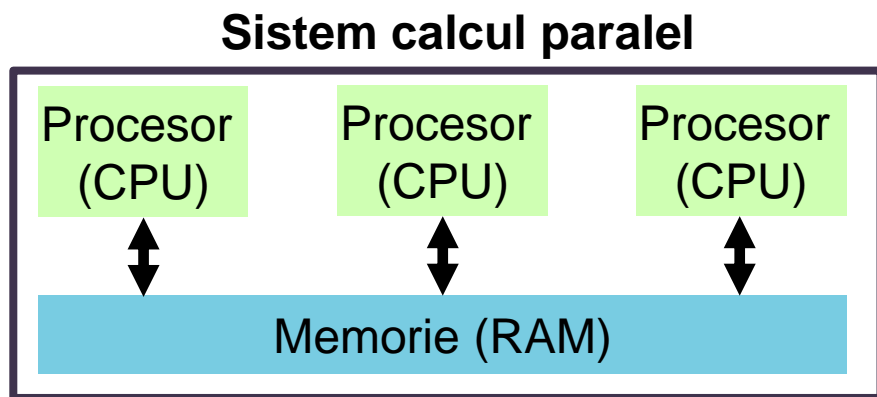 Sistem calcul paralel
Procesor
(CPU)
Procesor
(CPU)
Procesor
(CPU)
Memorie (RAM)